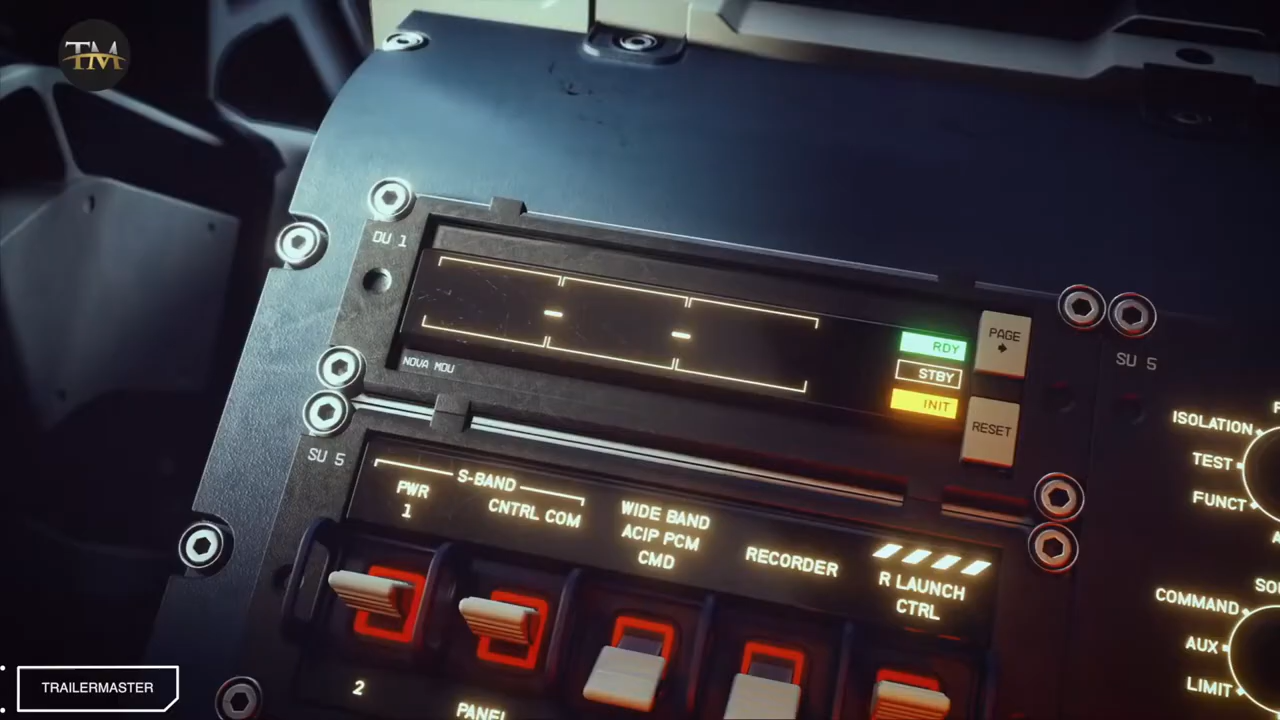 TM
DU 1
NOVA MDU
RDY
STBY
INIT
PAGE
RESET
SU 5
SU 5
S-BAND
PWR
1
CNTRL COM
WIDE BAND
ACIP PCM
CMD
RECORDER
R LAUNCH
CTRL
2
PANEL
ISOLATION
TEST
FUNCT
COMMAND
AUX
LIMIT
TRAILERMASTER